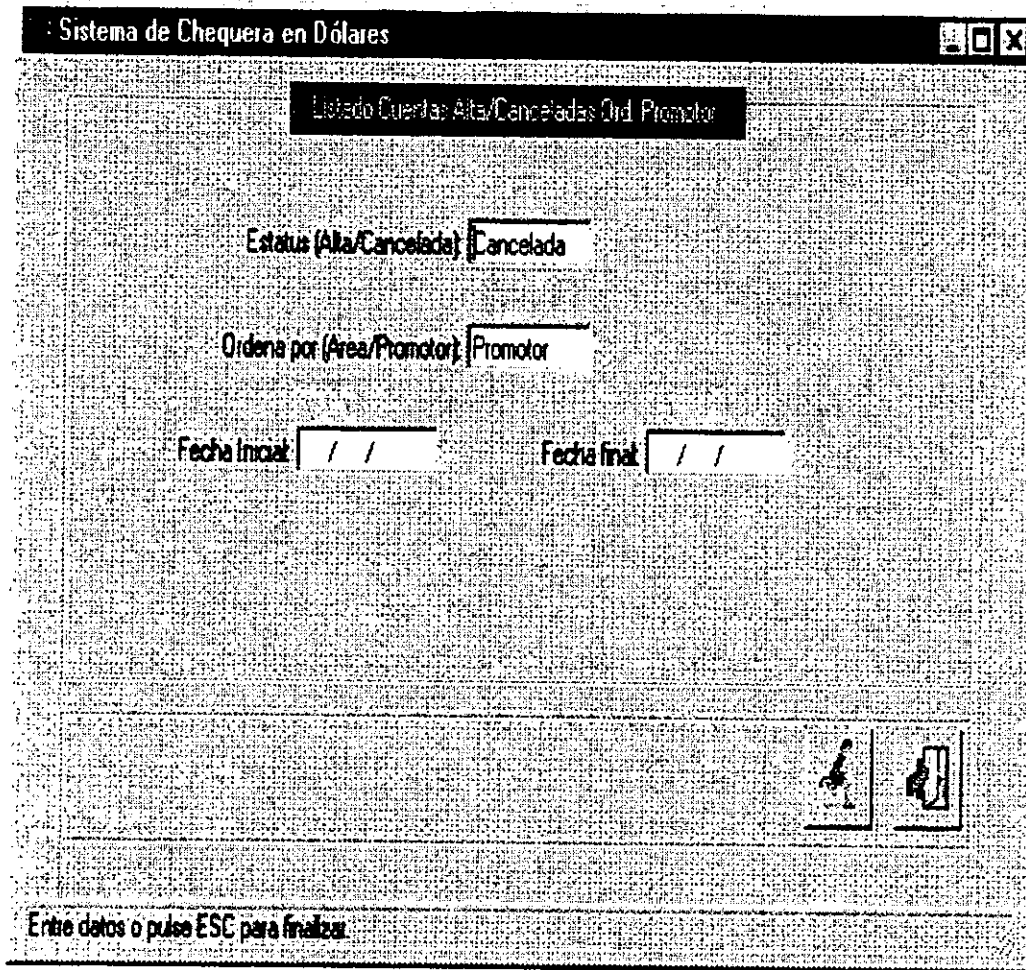 : Sistema de Chequera en Dólares
Listado Cuentas Alta/Canceladas Ord. Promotor
Estatus (Alta/Cancelada): Cancelada
Ordena por (Area/Promotor): Promotor
Fecha Inicial: / / Fecha final: / /
Entre datos o pulse ESC para finalizar.